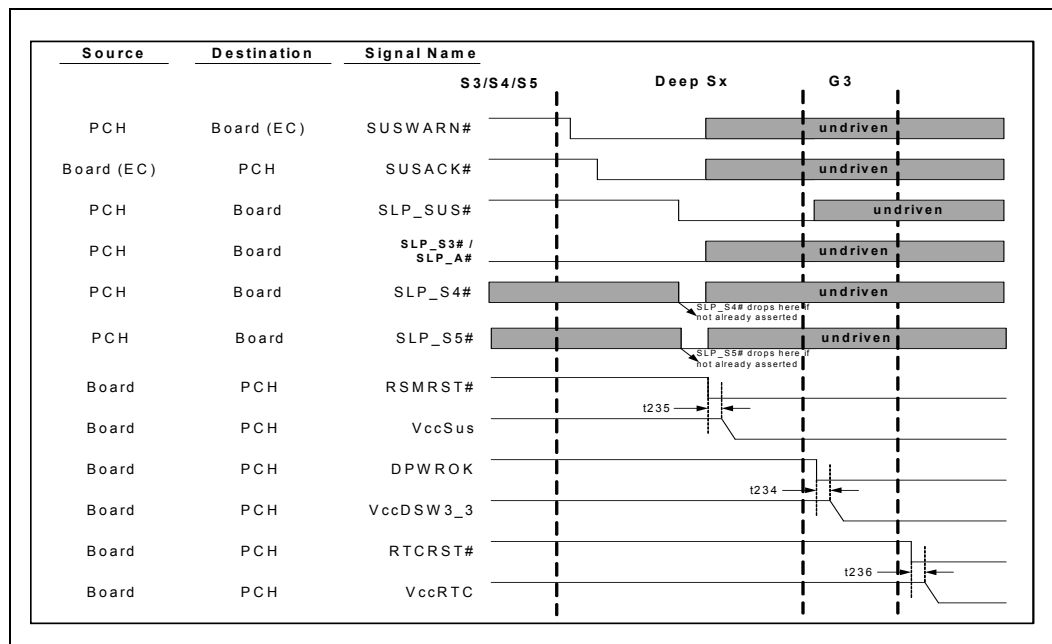 Source Destination Signal Name
S3/S4/S5 Deep Sx G3
PCH Board (EC) SUSWARN# undriven
Board (EC) PCH SUSACK# undriven
PCH Board SLP_SUS# undriven
PCH Board SLP_S3# /
SLP_A# undriven
PCH Board SLP_S4# undriven
SLP_S4# drops here if
not already asserted
PCH Board SLP_S5# undriven
SLP_S5# drops here if
not already asserted
Board PCH RSMRST#
t235
Board PCH VccSus
Board PCH DPWROK
t234
Board PCH VccDSW3_3
Board PCH RTCRST#
t236
Board PCH VccRTC